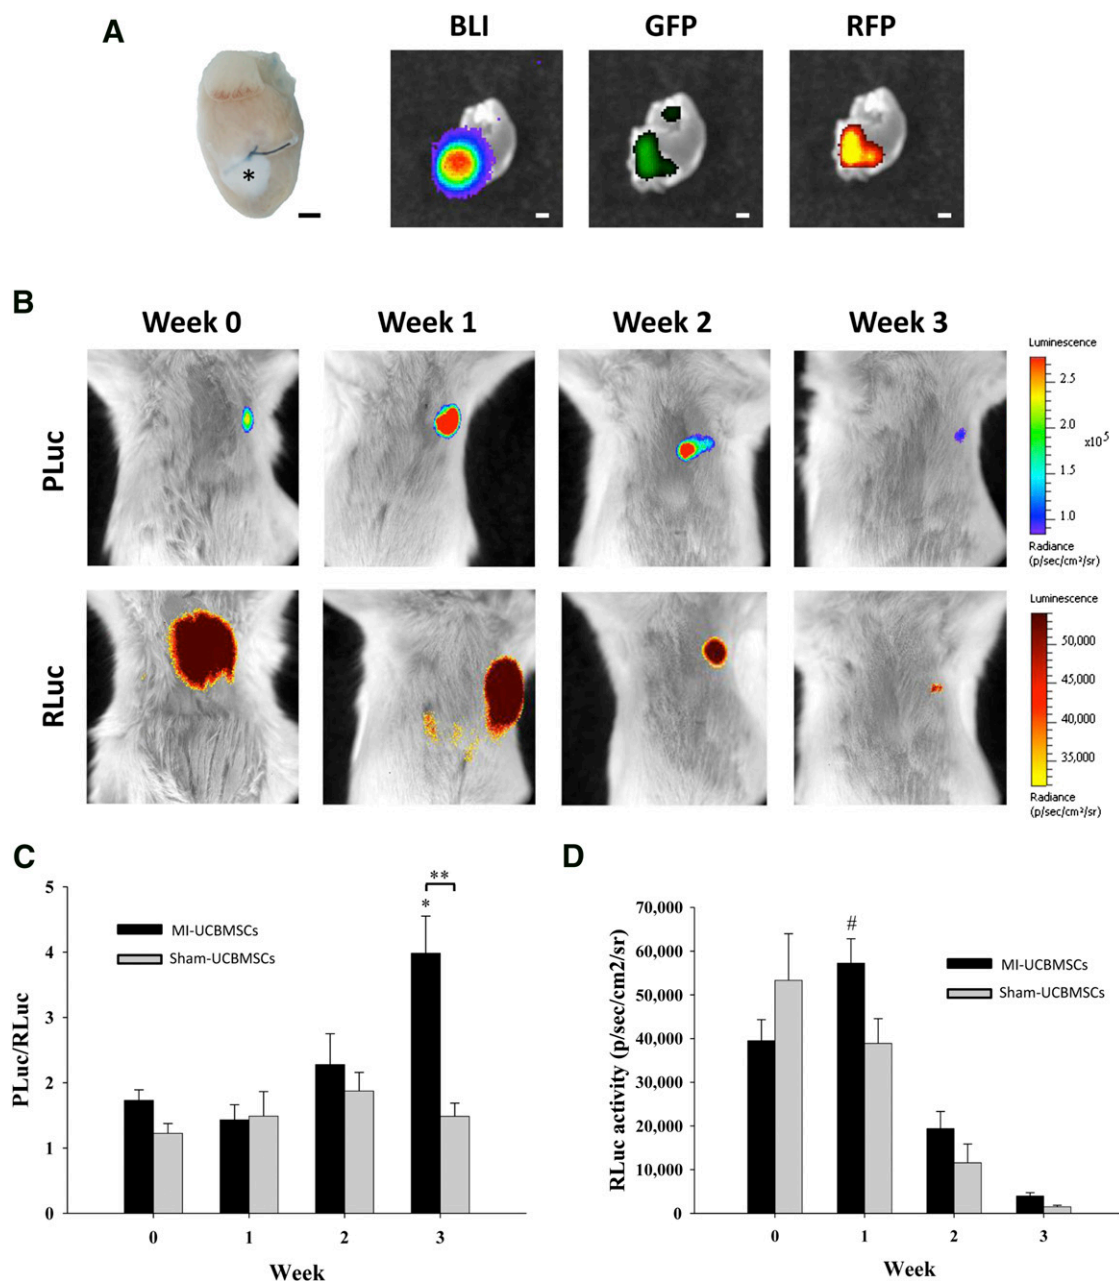 A
BLI
GFP
RFP
*
B
Week 0
Week 1
Week 2
Week 3
PLuc
Luminescence
2.5
2.0
x10⁵
1.5
1.0
Radiance
(p/sec/cm²/sr)
RLuc
Luminescence
50,000
45,000
40,000
35,000
Radiance
(p/sec/cm²/sr)
C
5
4
3
2
1
0
PLuc/RLuc
MI-UCBMSCs
Sham-UCBMSCs
**
*
0
1
2
3
Week
D
70,000
60,000
50,000
40,000
30,000
20,000
10,000
0
RLuc activity (p/sec/cm2/sr)
#
MI-UCBMSCs
Sham-UCBMSCs
0
1
2
3
Week